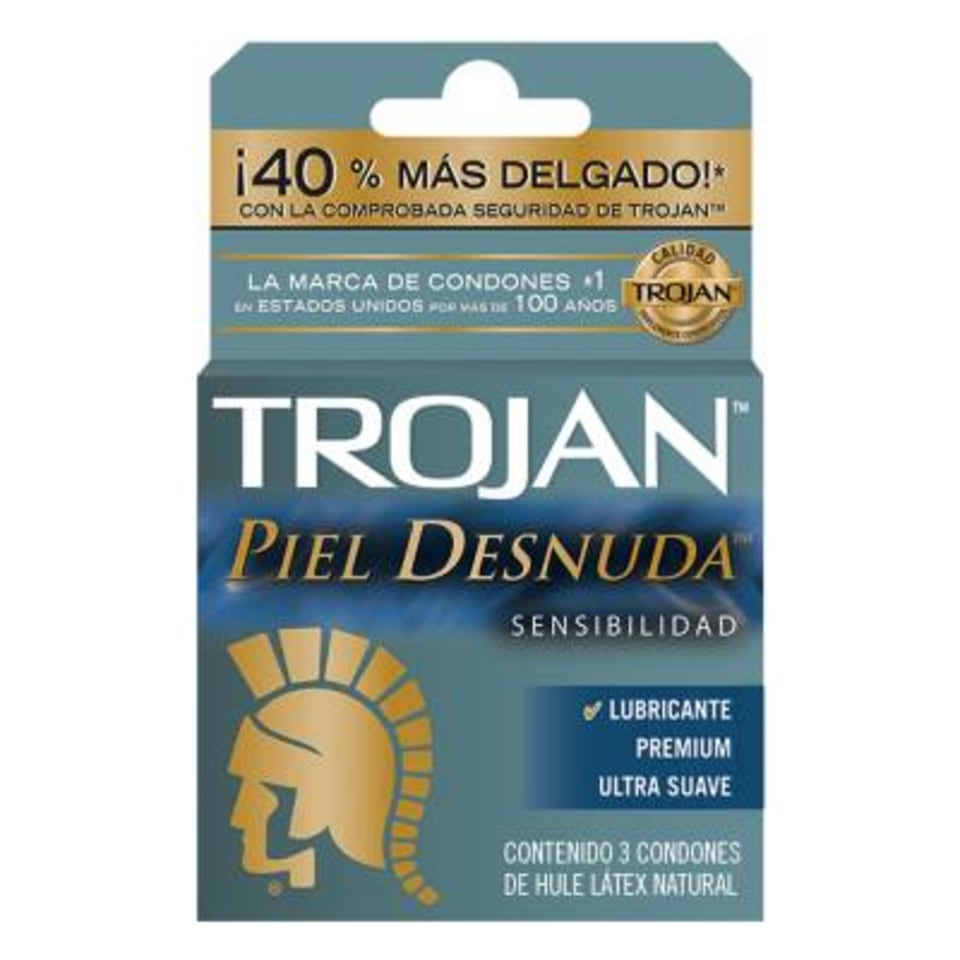 ¡40 % MÁS DELGADO!*
CON LA COMPROBADA SEGURIDAD DE TROJAN™
LA MARCA DE CONDONES #1
EN ESTADOS UNIDOS POR MÁS DE 100 AÑOS
CALIDAD
TROJAN
TROJAN™
PIEL DESNUDA™
SENSIBILIDAD
LUBRICANTE
PREMIUM
ULTRA SUAVE
CONTENIDO 3 CONDONES
DE HULE LÁTEX NATURAL
®